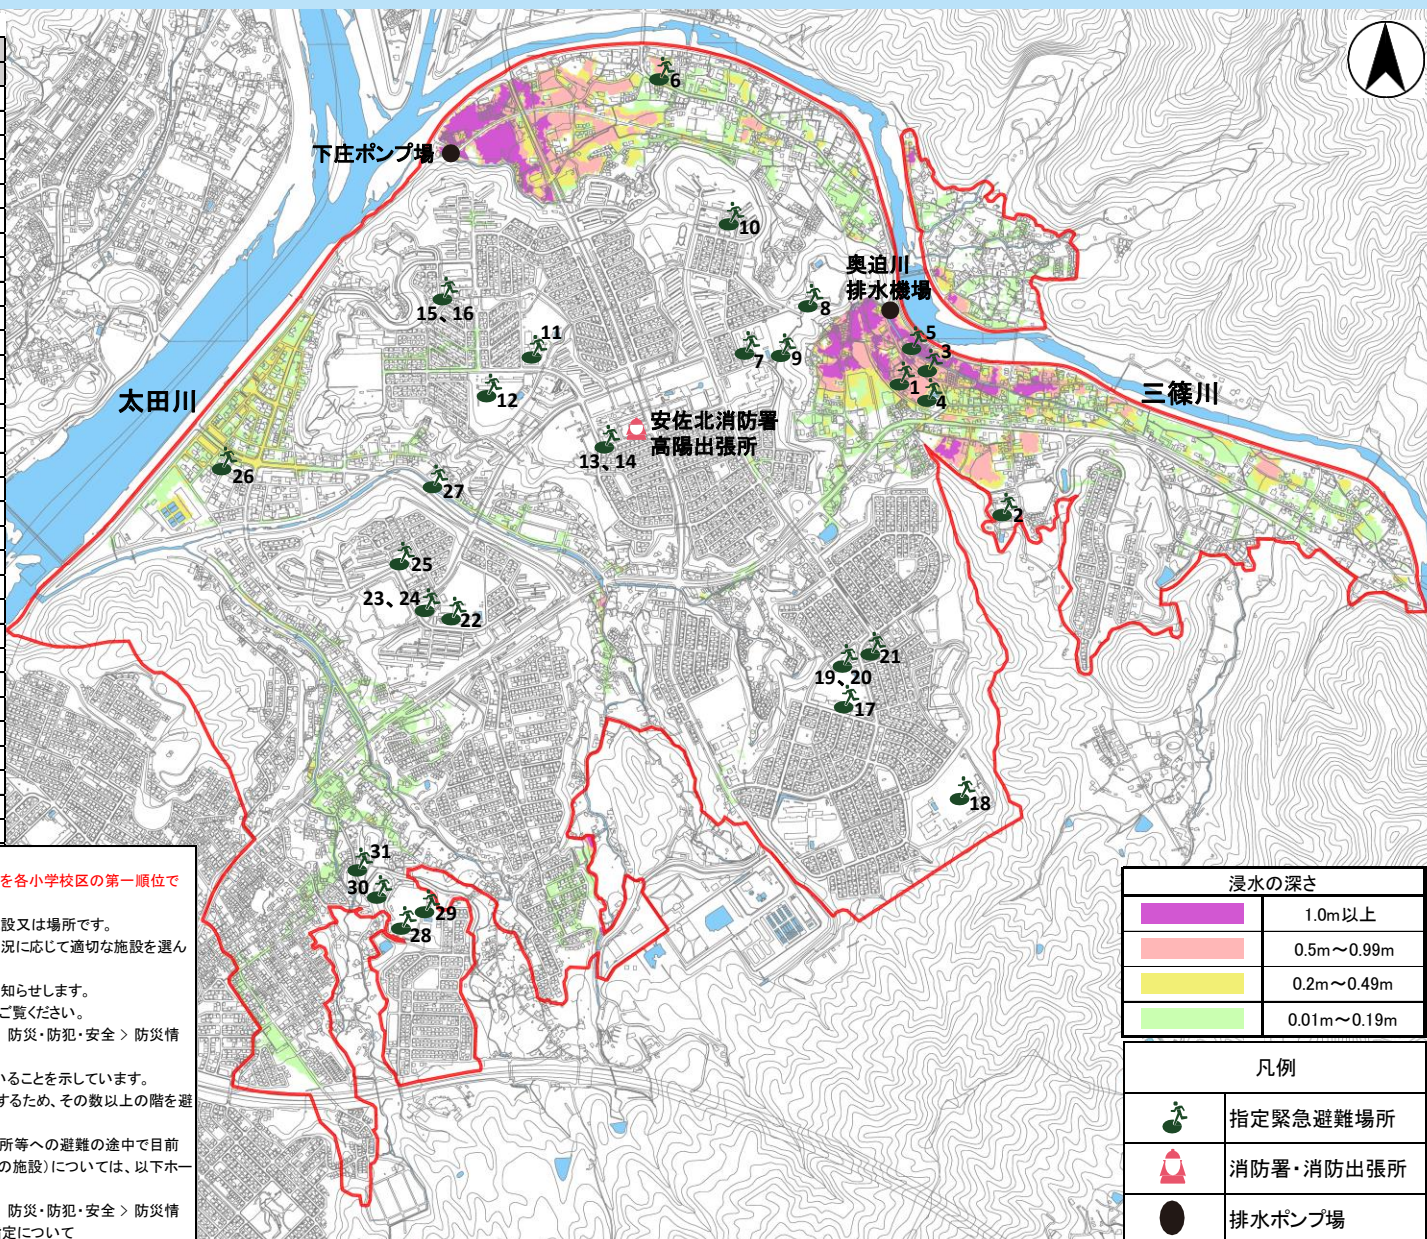 下庄ポンプ場
6
10
奥迫川
排水機場
15、16
8
11
5
3
7
9
1
4
太田川
12
三篠川
安佐北消防署
高陽出張所
13、14
26
27
2
25
23、24
22
21
19、20
17
18
31
30
29
28
を各小学校区の第一順位で
設又は場所です。
況に応じて適切な施設を選ん
知らせします。
ご覧ください。
防災・防犯・安全 > 防災情
いることを示しています。
するため、その数以上の階を避
所等への避難の途中で目前
の施設)については、以下ホー
防災・防犯・安全 > 防災情
指定について
浸水の深さ
1.0m以上
0.5m～0.99m
0.2m～0.49m
0.01m～0.19m
凡例
指定緊急避難場所
消防署・消防出張所
排水ポンプ場